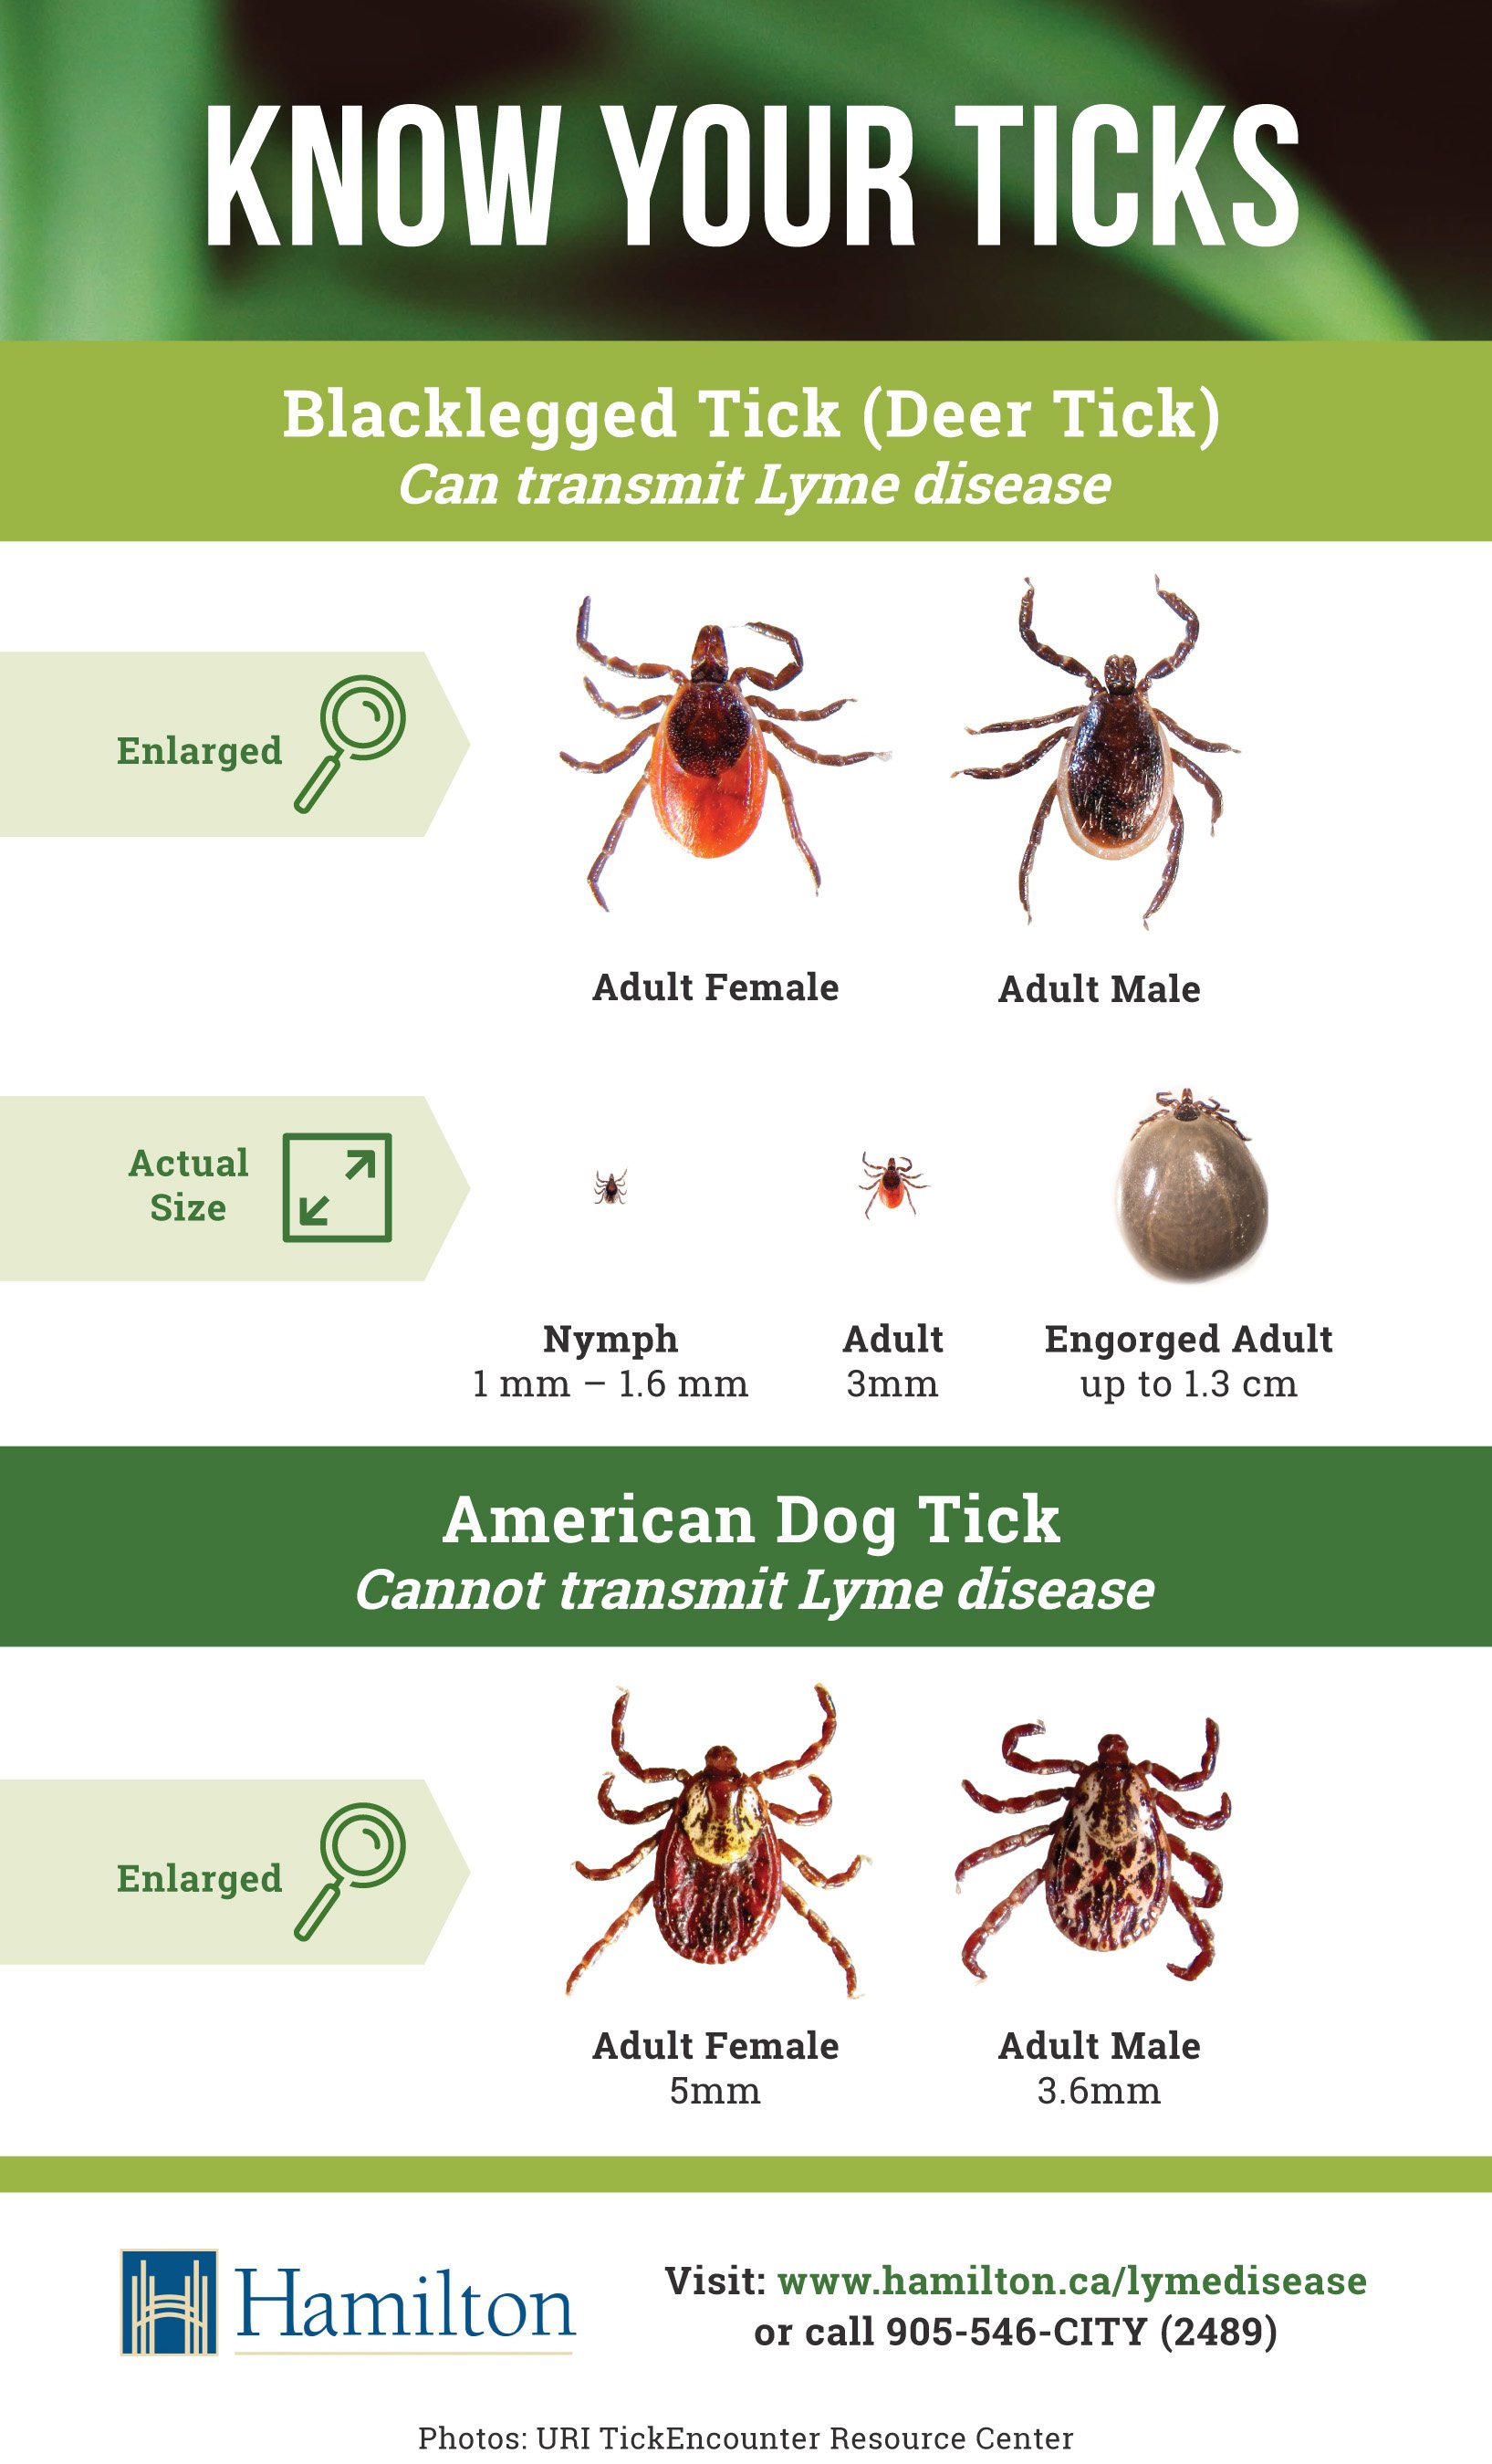 KNOW YOUR TICKS
Blacklegged Tick (Deer Tick)
Can transmit Lyme disease
Enlarged
Adult Female
Adult Male
Actual
Size
Nymph
1 mm – 1.6 mm
Adult
3mm
Engorged Adult
up to 1.3 cm
American Dog Tick
Cannot transmit Lyme disease
Enlarged
Adult Female
5mm
Adult Male
3.6mm
Hamilton
Visit: www.hamilton.ca/lymedisease
or call 905-546-CITY (2489)
Photos: URI TickEncounter Resource Center